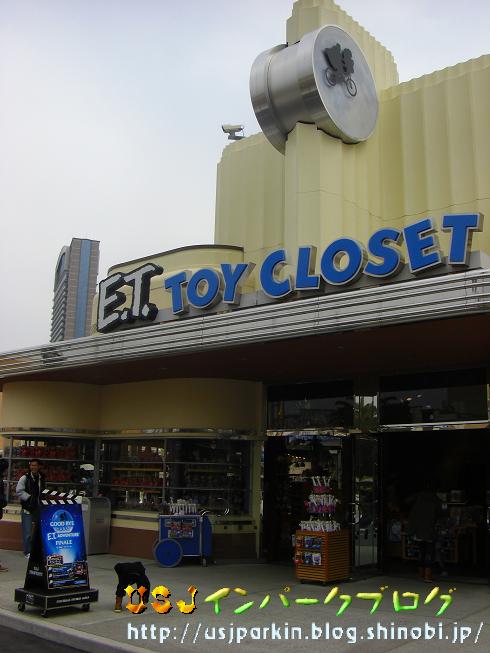 E.T. TOY CLOSET
GOOD BYE
E.T. ADVENTURE
FINALE
USJインパークブログ
http://usjparkin.blog.shinobi.jp/